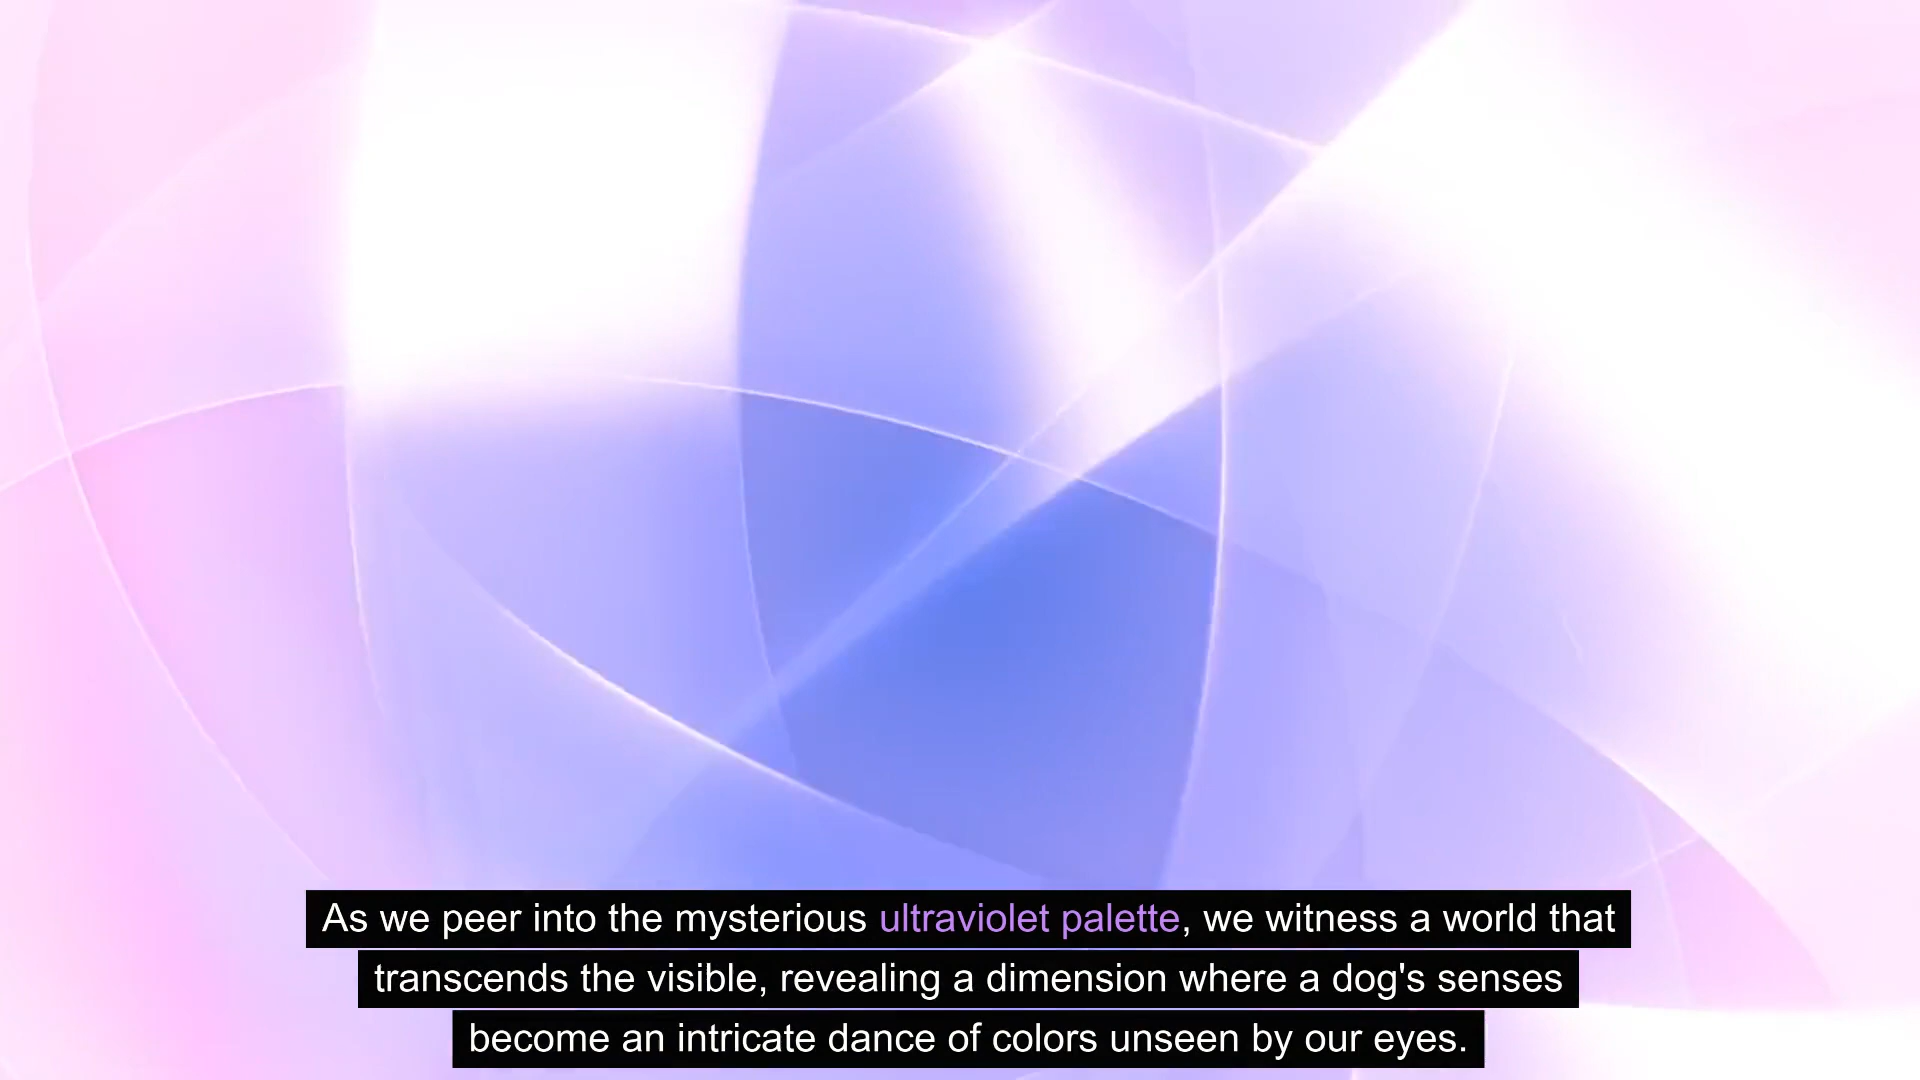 As we peer into the mysterious ultraviolet palette, we witness a world that
transcends the visible, revealing a dimension where a dog's senses
become an intricate dance of colors unseen by our eyes.